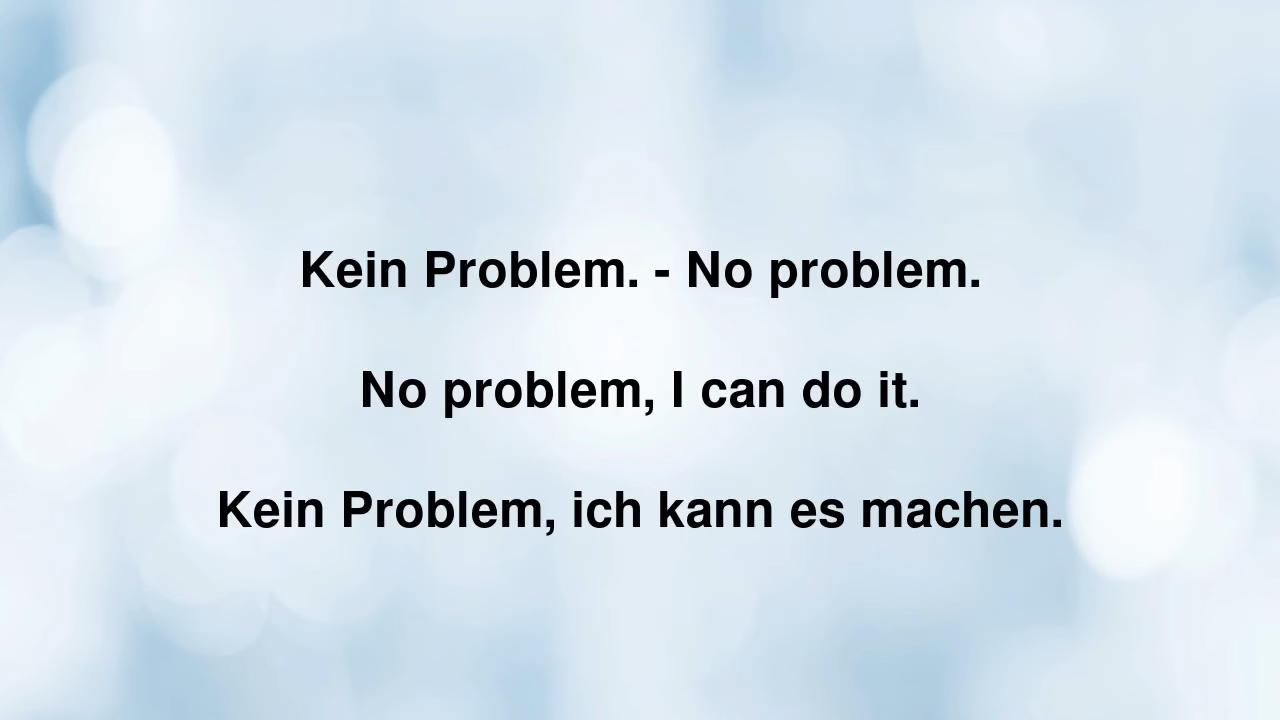 Kein Problem. - No problem.
No problem, I can do it.
Kein Problem, ich kann es machen.